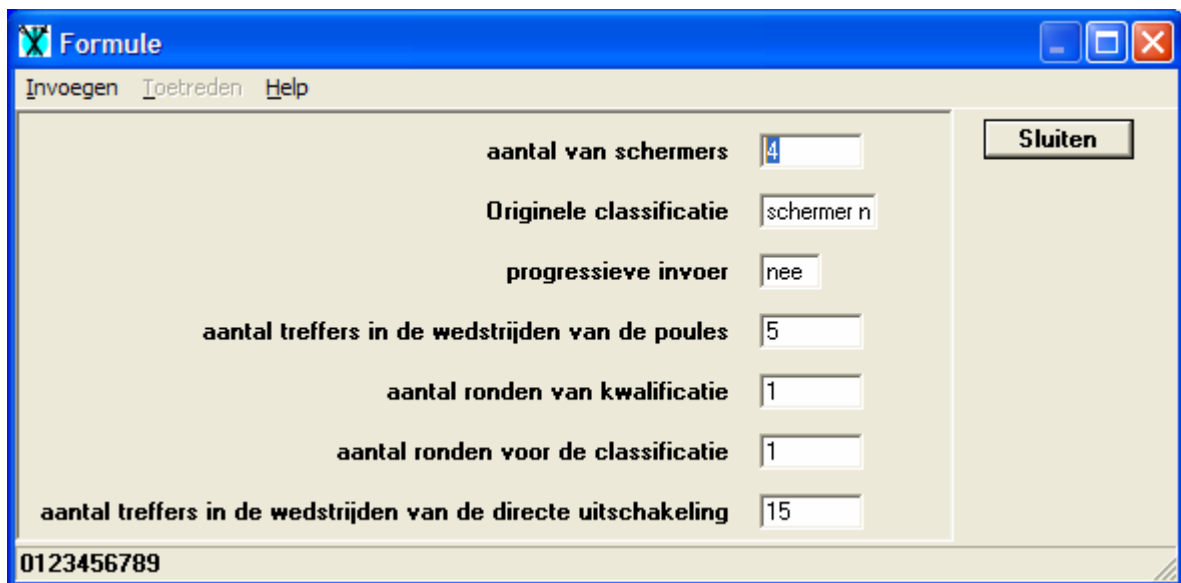 Formule
Invoegen Toetreden Help
aantal van schermers 4
Sluiten
Originele classificatie schermer n
progressieve invoer nee
aantal treffers in de wedstrijden van de poules 5
aantal ronden van kwalificatie 1
aantal ronden voor de classificatie 1
aantal treffers in de wedstrijden van de directe uitschakeling 15
0123456789